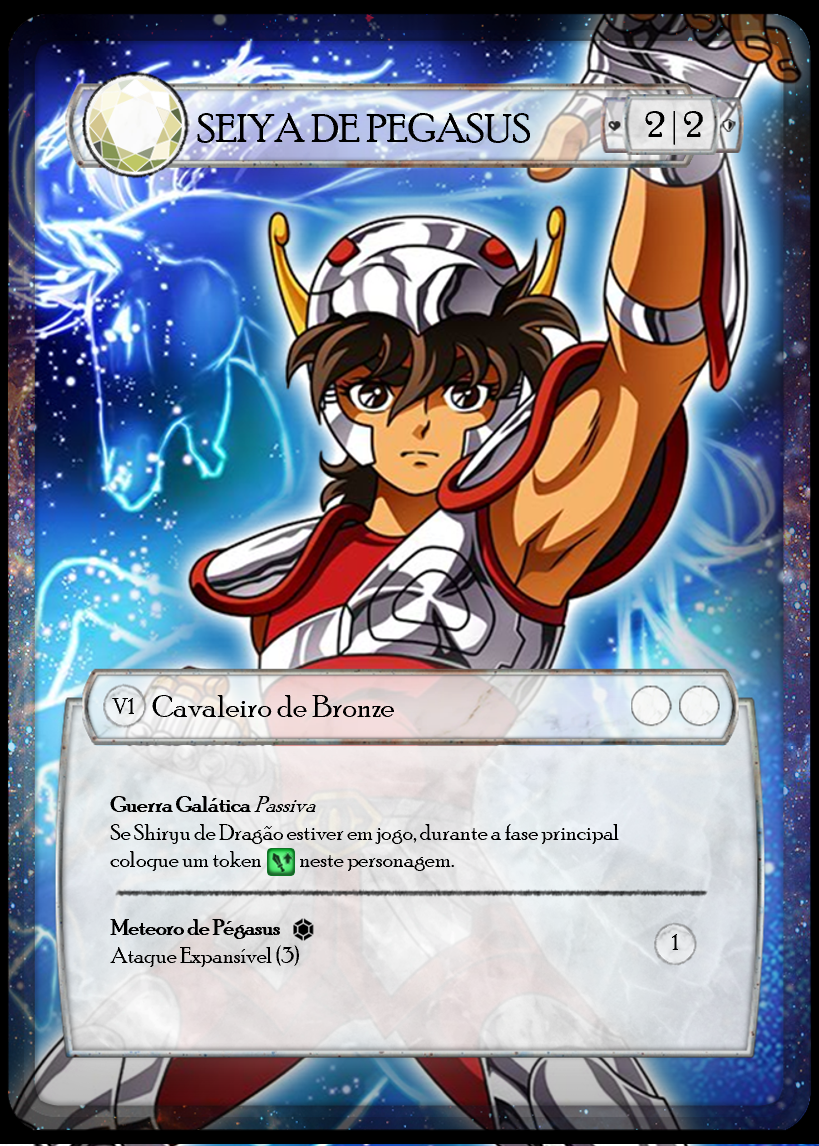 SEIYA DE PEGASUS
2|2
V1 Cavaleiro de Bronze
Guerra Galática Passiva
Se Shiryu de Dragão estiver em jogo, durante a fase principal
coloque um token neste personagem.
Meteoro de Pégasus
Ataque Expansível (3)
1